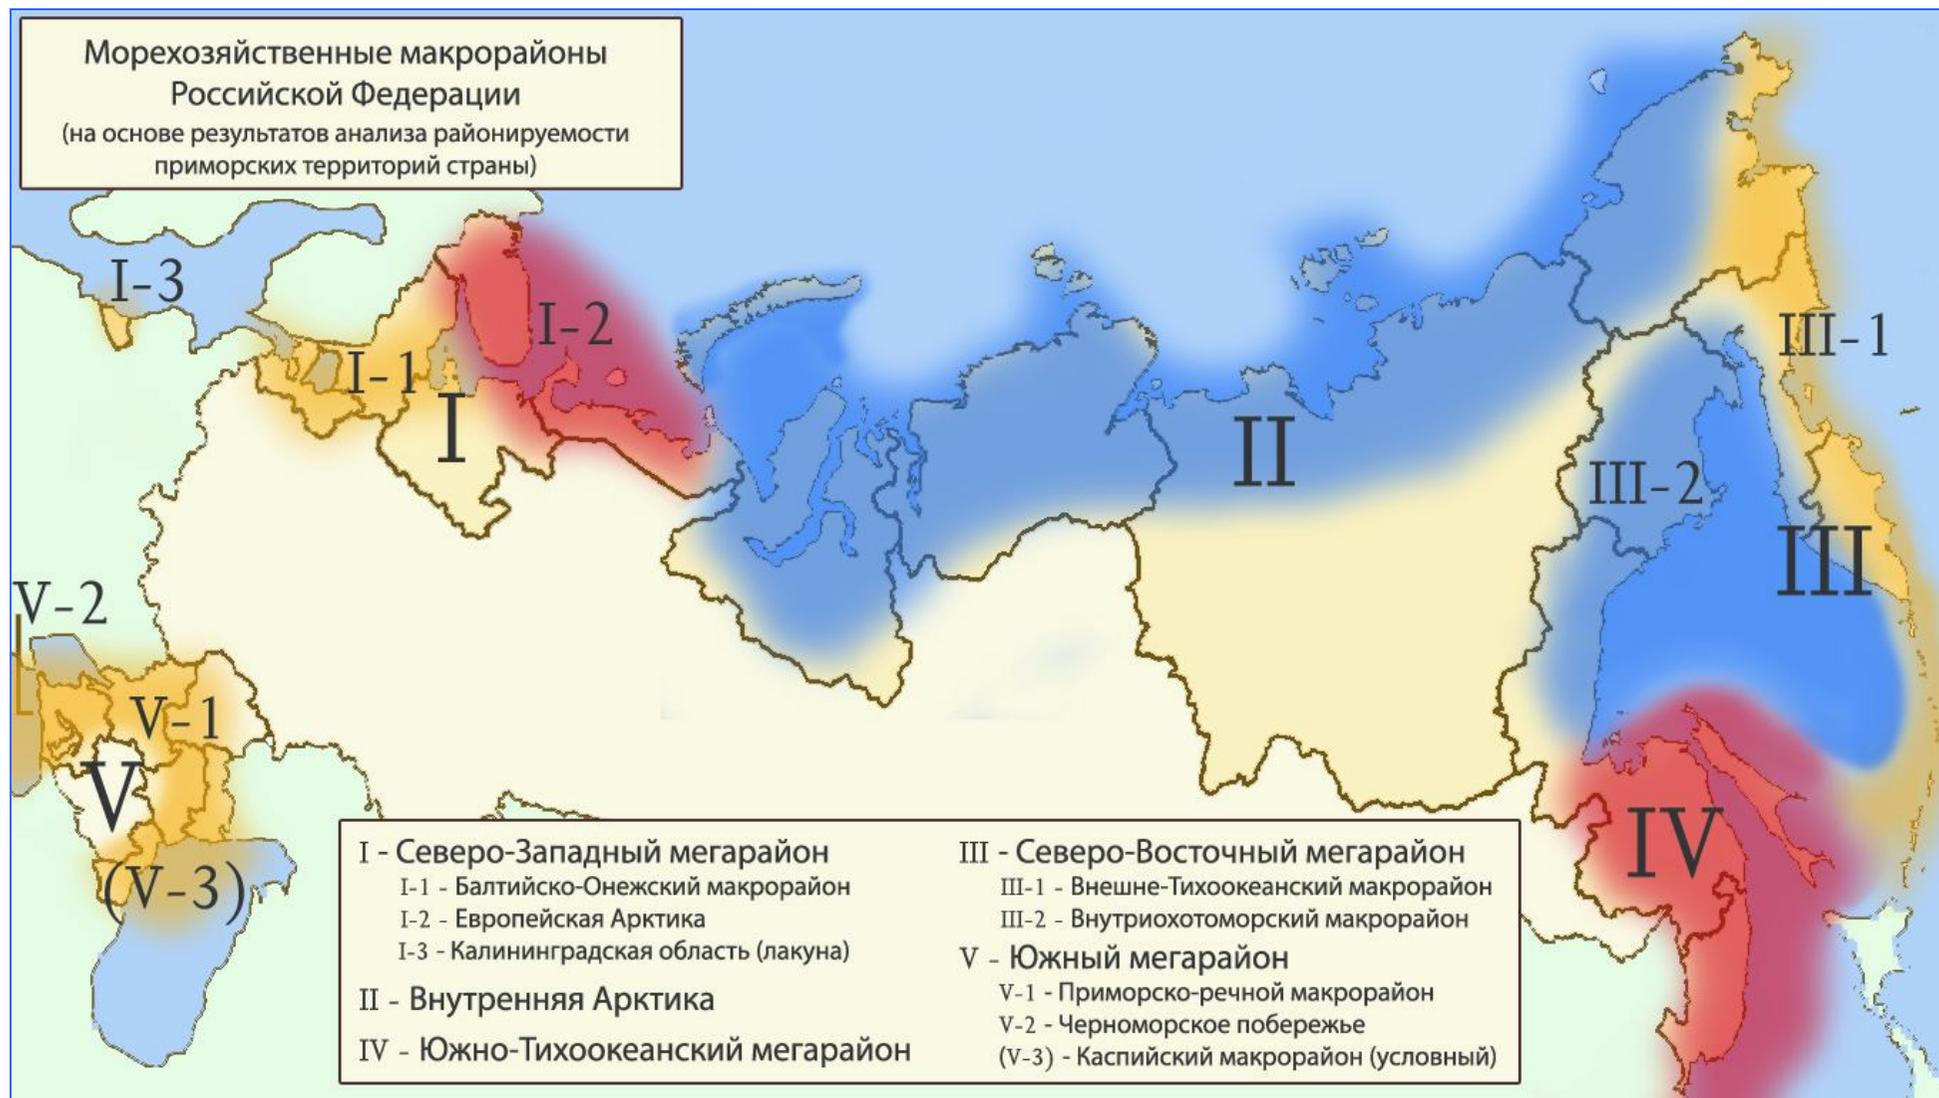 Морехозяйственные макрорайоны
Российской Федерации
(на основе результатов анализа районируемости
приморских территорий страны)
I-3
I-2
I-1
I
II
III-1
III-2
III
V-2
V-1
V
(V-3)
IV
I - Северо-Западный мегарайон
I-1 - Балтийско-Онежский макрорайон
I-2 - Европейская Арктика
I-3 - Калининградская область (лакуна)
II - Внутренняя Арктика
IV - Южно-Тихоокеанский мегарайон
III - Северо-Восточный мегарайон
III-1 - Внешне-Тихоокеанский макрорайон
III-2 - Внутриохотоморский макрорайон
V - Южный мегарайон
V-1 - Приморско-речной макрорайон
V-2 - Черноморское побережье
(V-3) - Каспийский макрорайон (условный)